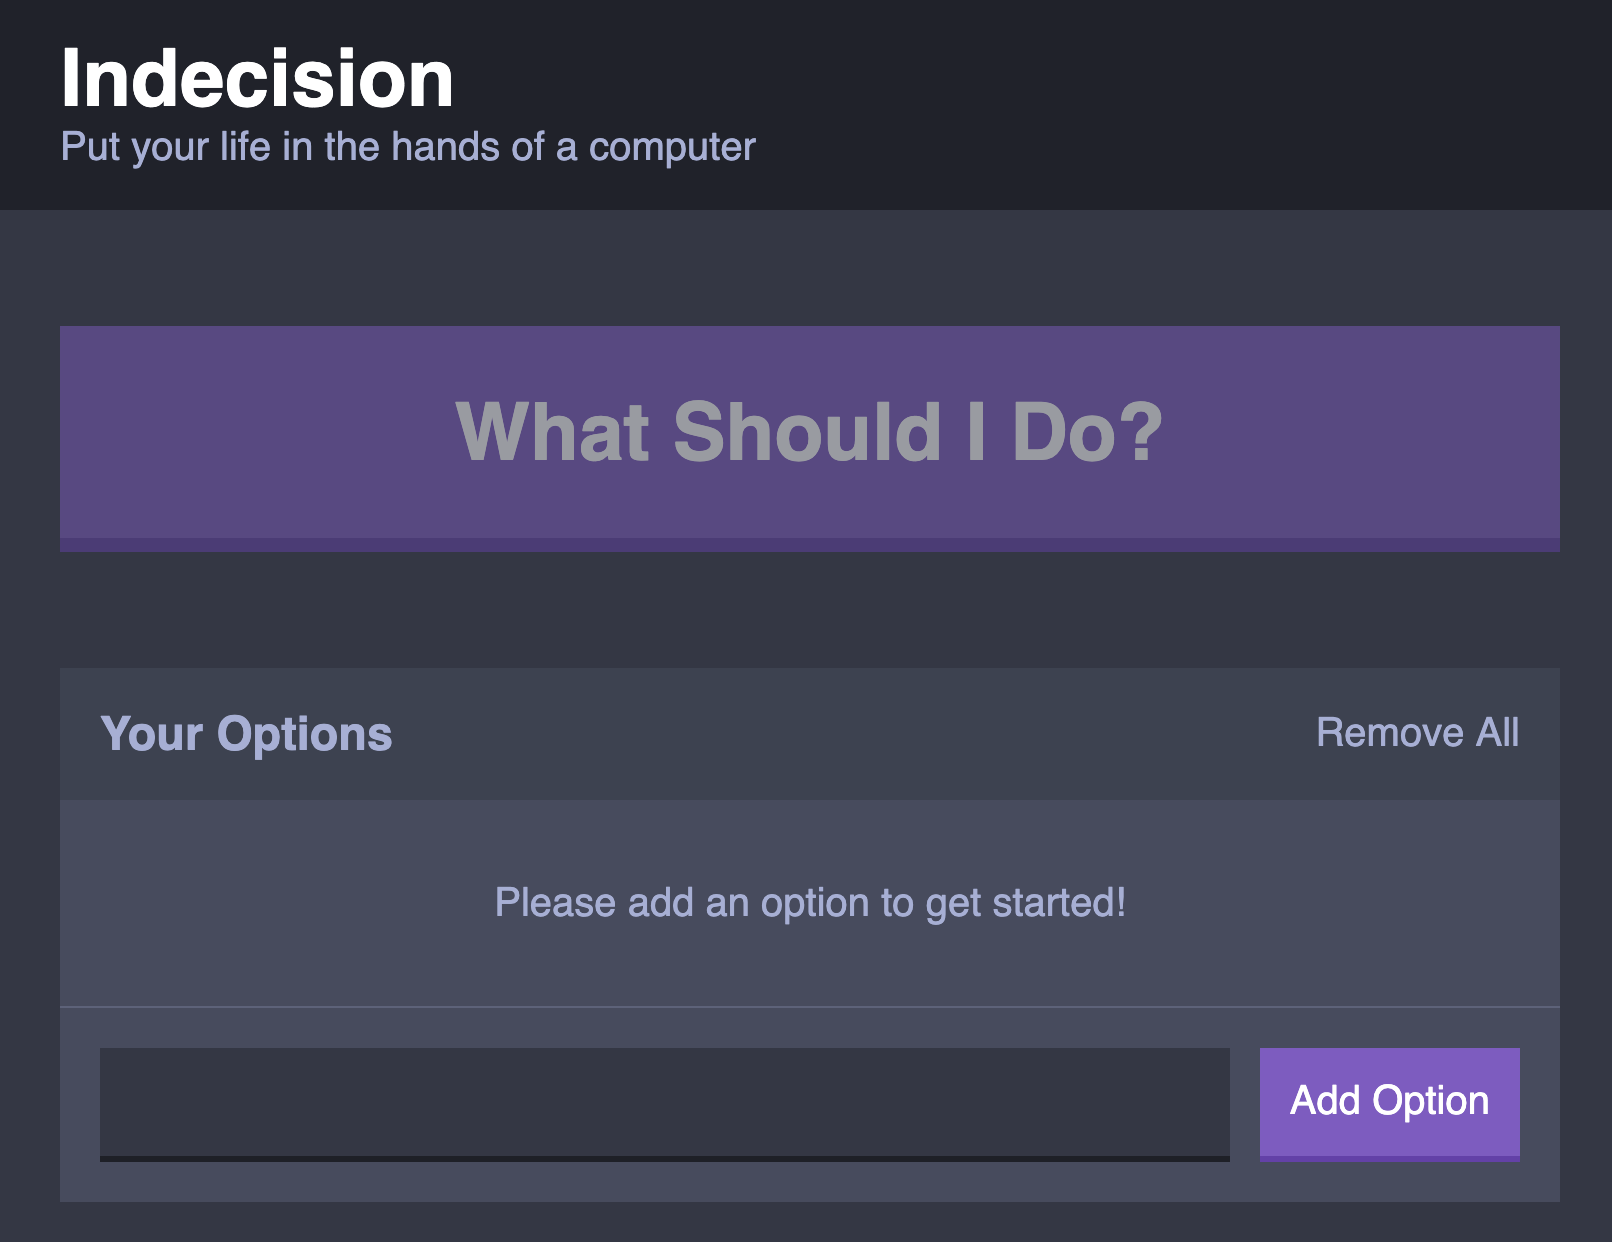 Indecision
Put your life in the hands of a computer
What Should I Do?
Your Options
Remove All
Please add an option to get started!
Add Option